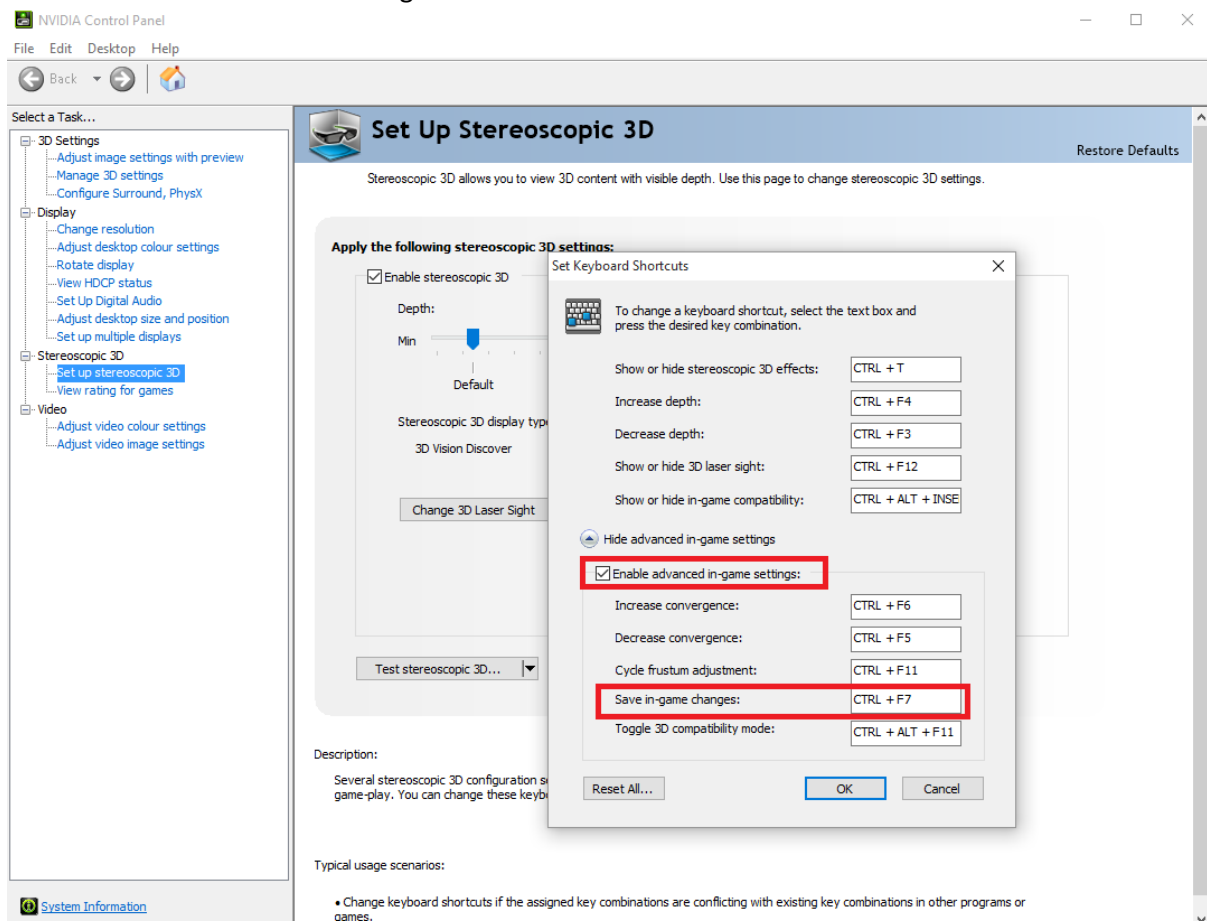 NVIDIA Control Panel
File Edit Desktop Help
Back
Select a Task...
3D Settings
Adjust image settings with preview
Manage 3D settings
Configure Surround, PhysX
Display
Change resolution
Adjust desktop colour settings
Rotate display
View HDCP status
Set Up Digital Audio
Adjust desktop size and position
Set up multiple displays
Stereoscopic 3D
Set up stereoscopic 3D
View rating for games
Video
Adjust video colour settings
Adjust video image settings
System Information
Set Up Stereoscopic 3D
Restore Defaults
Stereoscopic 3D allows you to view 3D content with visible depth. Use this page to change stereoscopic 3D settings.
Apply the following stereoscopic 3D settings:
Enable stereoscopic 3D
Depth:
Min
Default
Stereoscopic 3D display typ
3D Vision Discover
Change 3D Laser Sight
Test stereoscopic 3D...
Description:
Several stereoscopic 3D configuration s
game-play. You can change these keyb
Typical usage scenarios:
• Change keyboard shortcuts if the assigned key combinations are conflicting with existing key combinations in other programs or
games.
Set Keyboard Shortcuts
To change a keyboard shortcut, select the text box and
press the desired key combination.
Show or hide stereoscopic 3D effects: CTRL + T
Increase depth: CTRL + F4
Decrease depth: CTRL + F3
Show or hide 3D laser sight: CTRL + F12
Show or hide in-game compatibility: CTRL + ALT + INSE
Hide advanced in-game settings
Enable advanced in-game settings:
Increase convergence: CTRL + F6
Decrease convergence: CTRL + F5
Cycle frustum adjustment: CTRL + F11
Save in-game changes: CTRL + F7
Toggle 3D compatibility mode: CTRL + ALT + F11
Reset All... OK Cancel